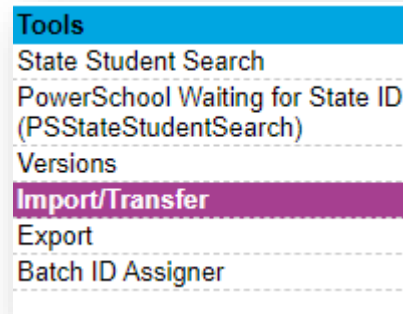 Tools
State Student Search
PowerSchool Waiting for State ID
(PSStateStudentSearch)
Versions
Import/Transfer
Export
Batch ID Assigner